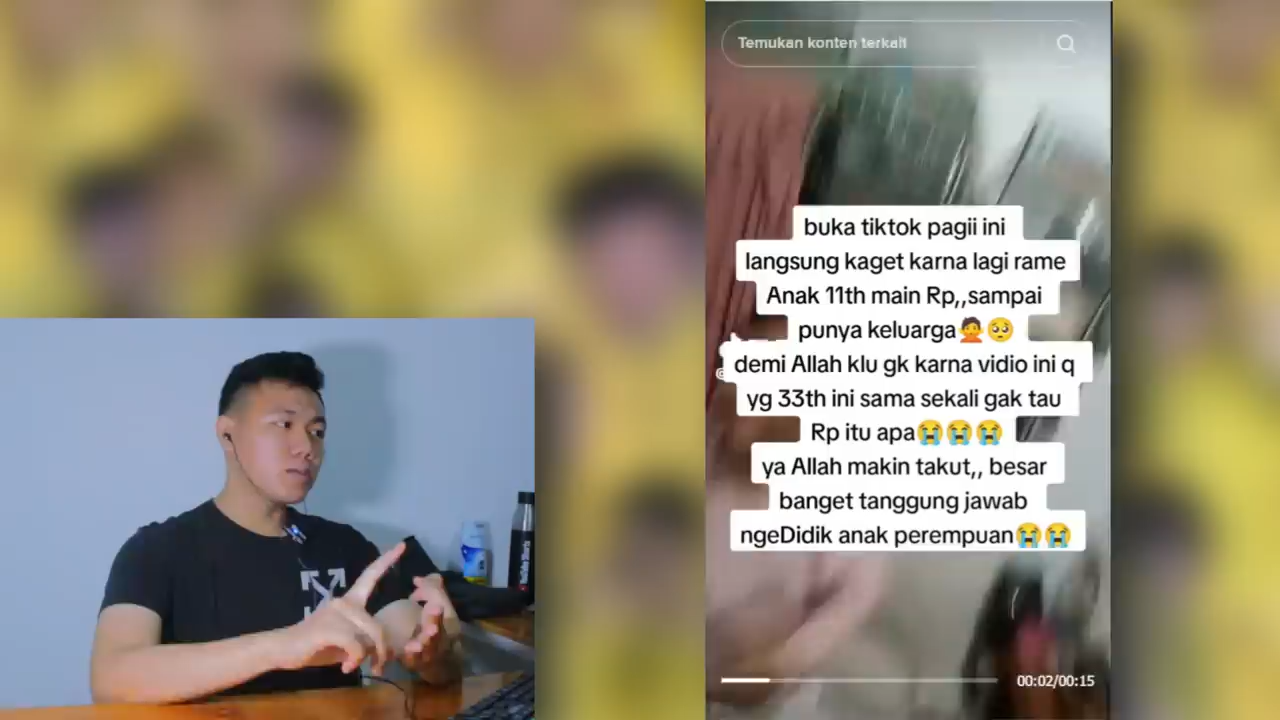 Temukan konten terkait
buka tiktok pagii ini
langsung kaget karna lagi rame
Anak 11th main Rp,,sampai
punya keluarga🙅🥺
demi Allah klu gk karna vidio ini q
yg 33th ini sama sekali gak tau
Rp itu apa😭😭😭
ya Allah makin takut,, besar
banget tanggung jawab
ngeDidik anak perempuan😭😭
00:02/00:15
YouTube Shorts